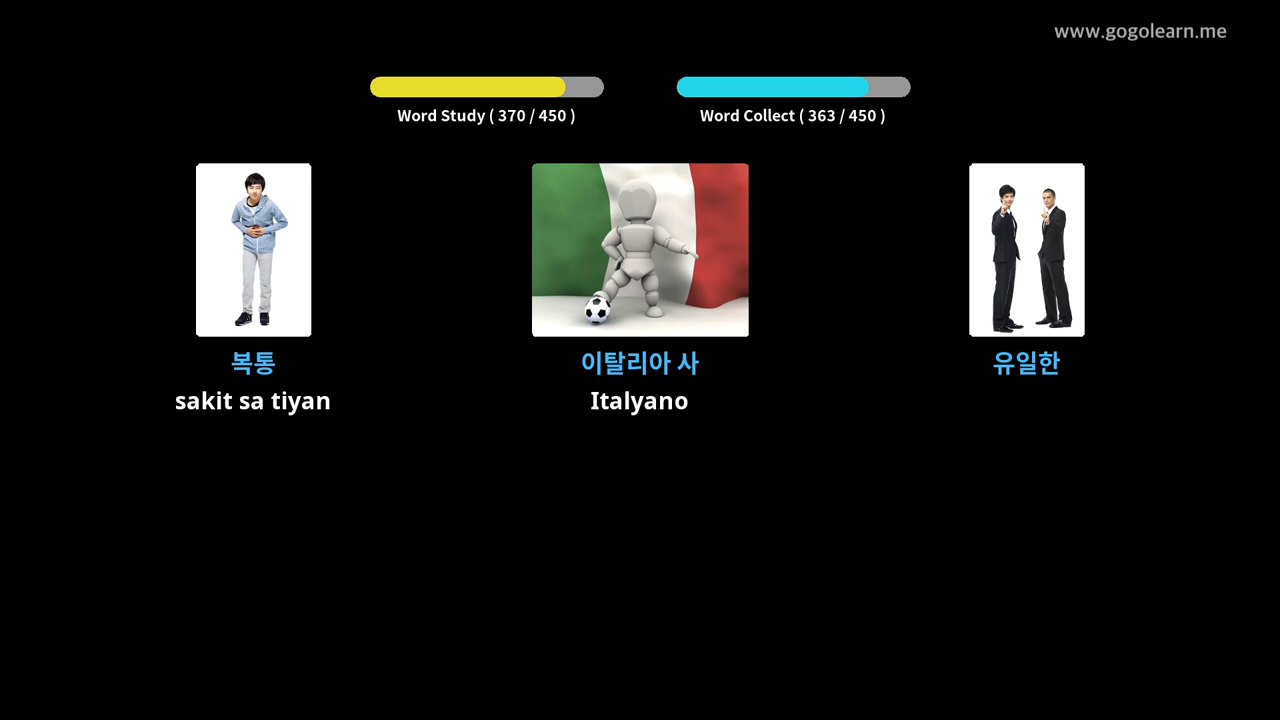 www.gogolearn.me
Word Study ( 370 / 450 )
Word Collect ( 363 / 450 )
복통
sakit sa tiyan
이탈리아 사
Italyano
유일한